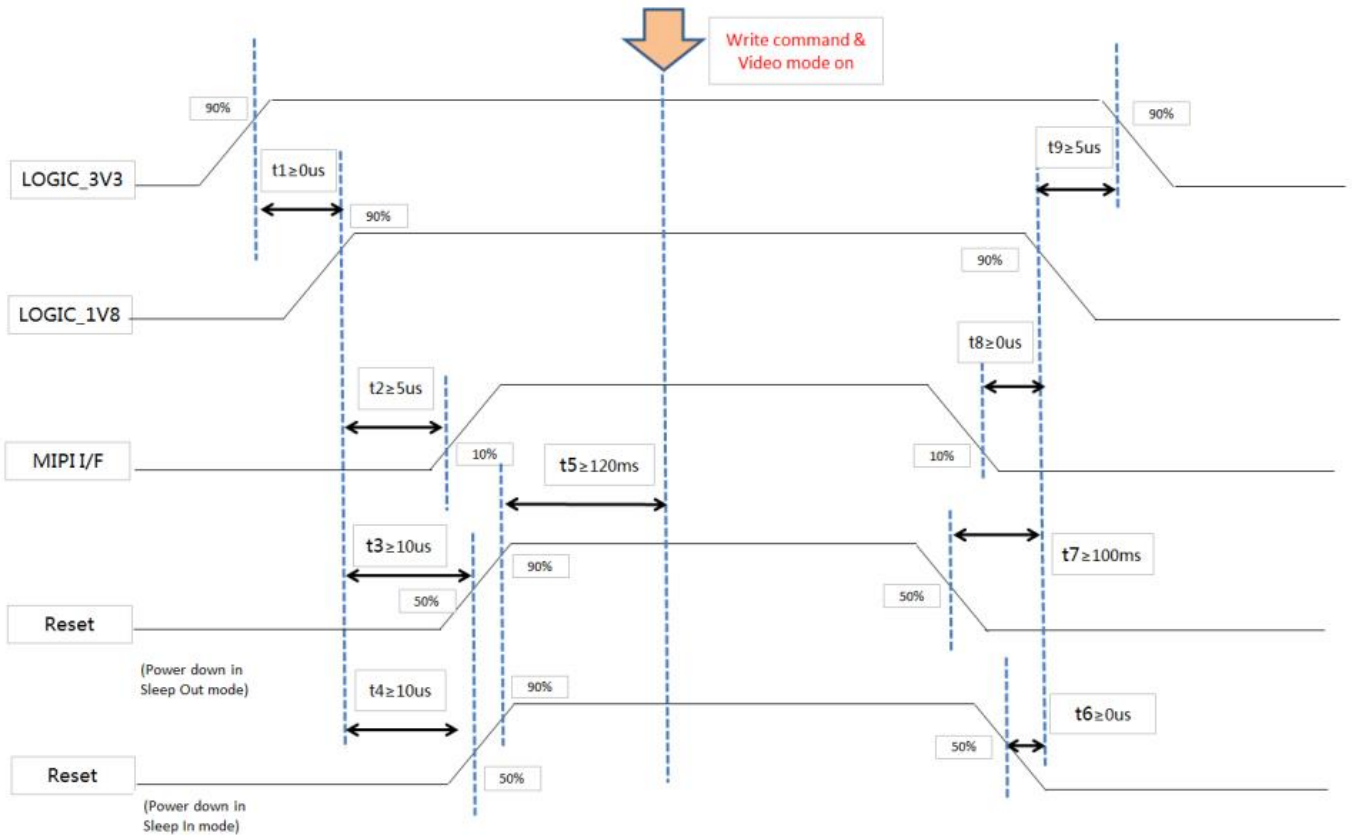 Write command &
Video mode on
90%
90%
t9≥5us
LOGIC_3V3
t1≥0us
90%
90%
LOGIC_1V8
t8≥0us
t2≥5us
MIPI I/F
10%
t5≥120ms
10%
t3≥10us
t7≥100ms
90%
50%
50%
Reset
(Power down in
Sleep Out mode)
t4≥10us
90%
t6≥0us
50%
Reset
50%
(Power down in
Sleep In mode)